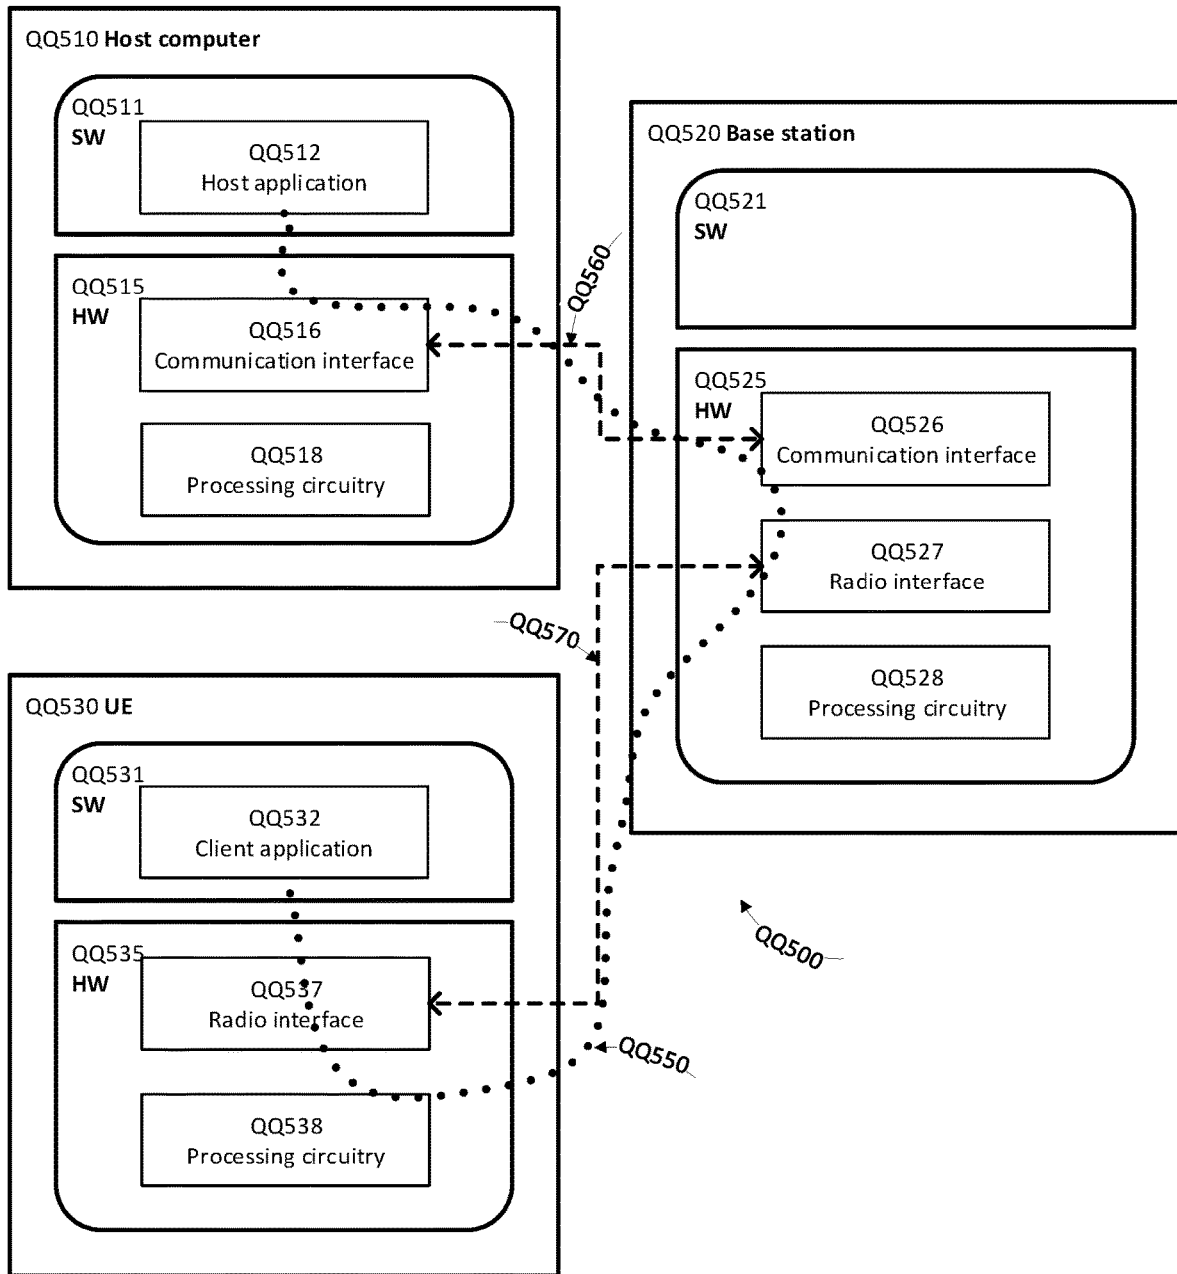 QQ510 Host computer
QQ511
SW
QQ512
Host application
QQ515
HW
QQ516
Communication interface
QQ518
Processing circuitry
QQ560
QQ520 Base station
QQ521
SW
QQ525
HW
QQ526
Communication interface
QQ527
Radio interface
QQ528
Processing circuitry
QQ570
QQ530 UE
QQ531
SW
QQ532
Client application
QQ535
HW
QQ537
Radio interface
QQ538
Processing circuitry
QQ550
QQ500